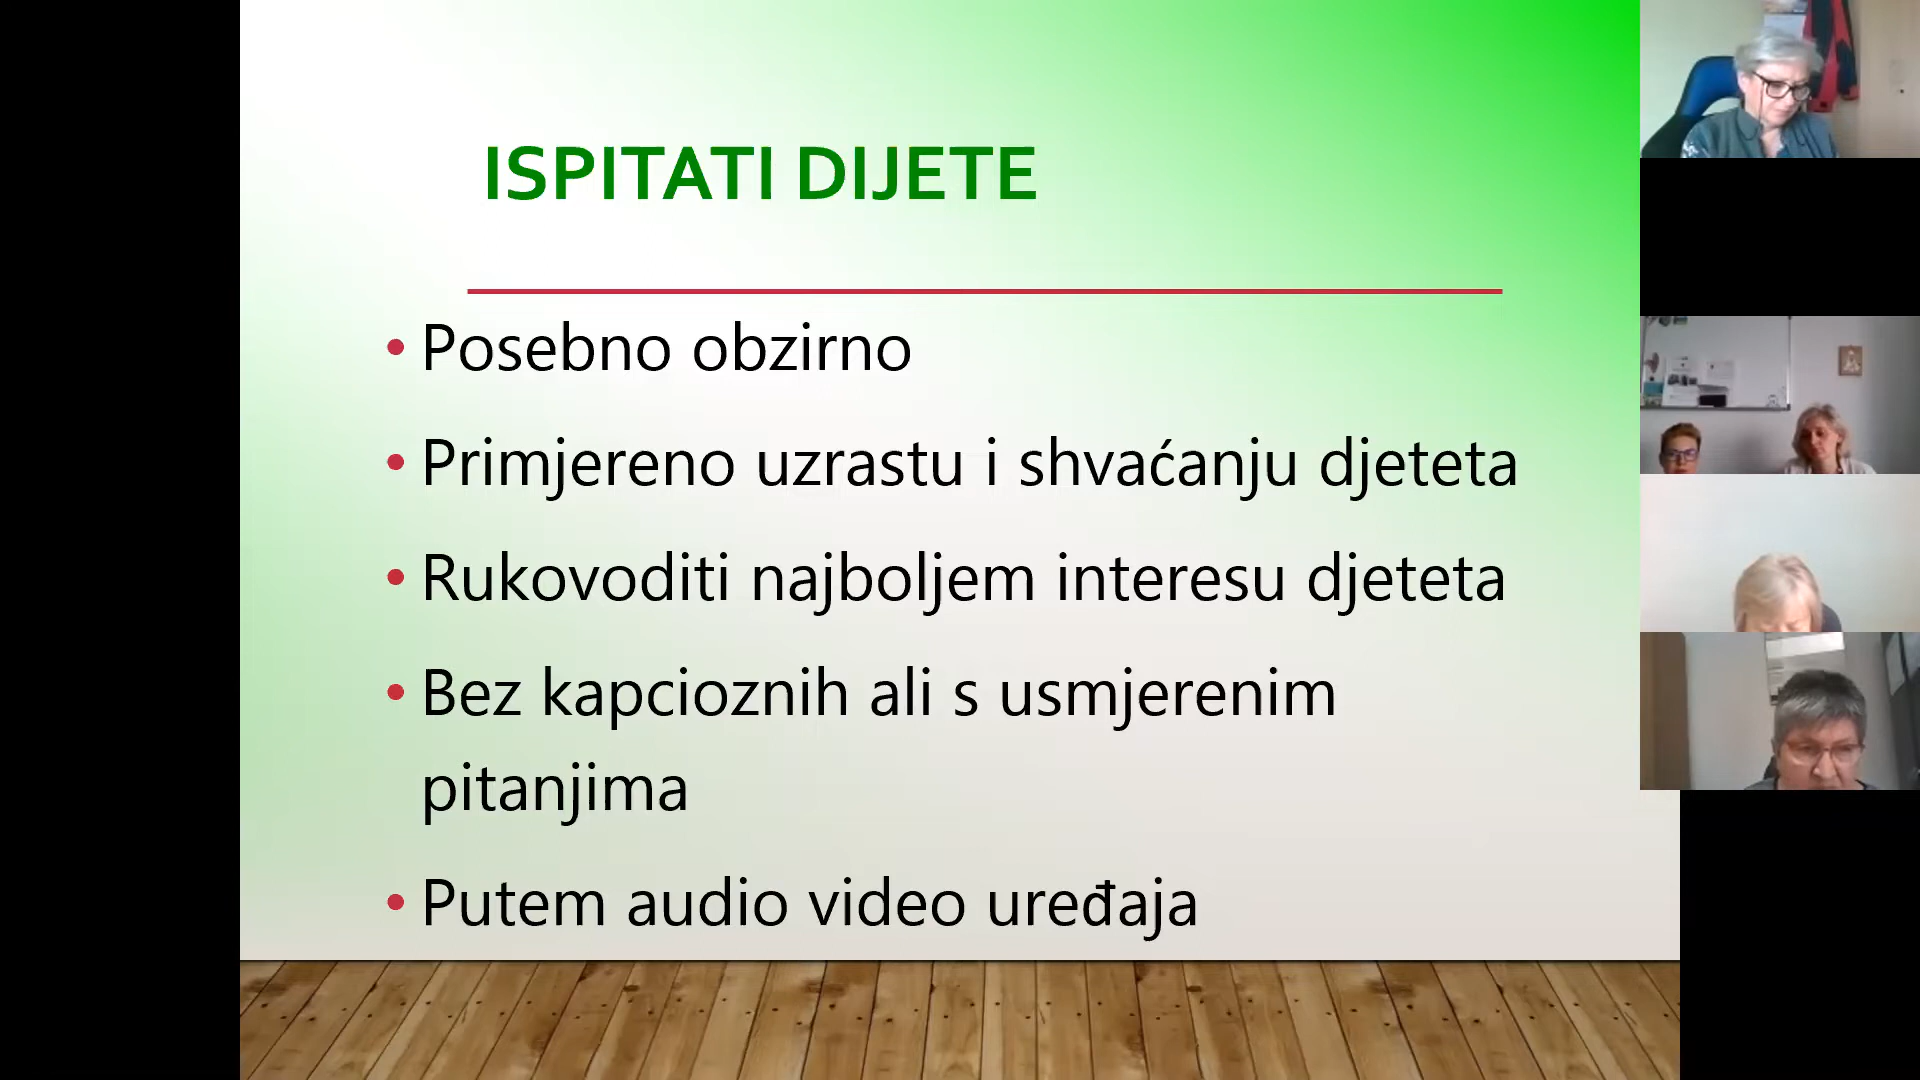 ISPITATI DIJETE
• Posebno obzirno
• Primjereno uzrastu i shvaćanju djeteta
• Rukovoditi najboljem interesu djeteta
• Bez kapcioznih ali s usmjerenim
pitanjima
• Putem audio video uređaja